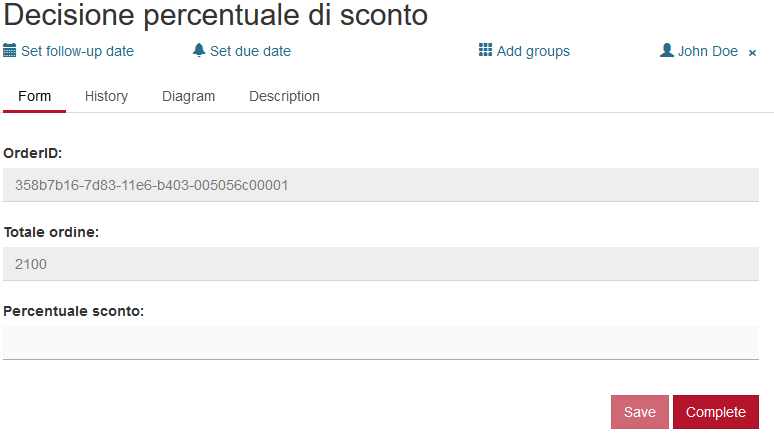 Decisione percentuale di sconto
Set follow-up date Set due date Add groups John Doe ×
Form History Diagram Description
OrderID:
358b7b16-7d83-11e6-b403-005056c00001
Totale ordine:
2100
Percentuale sconto:
Save Complete